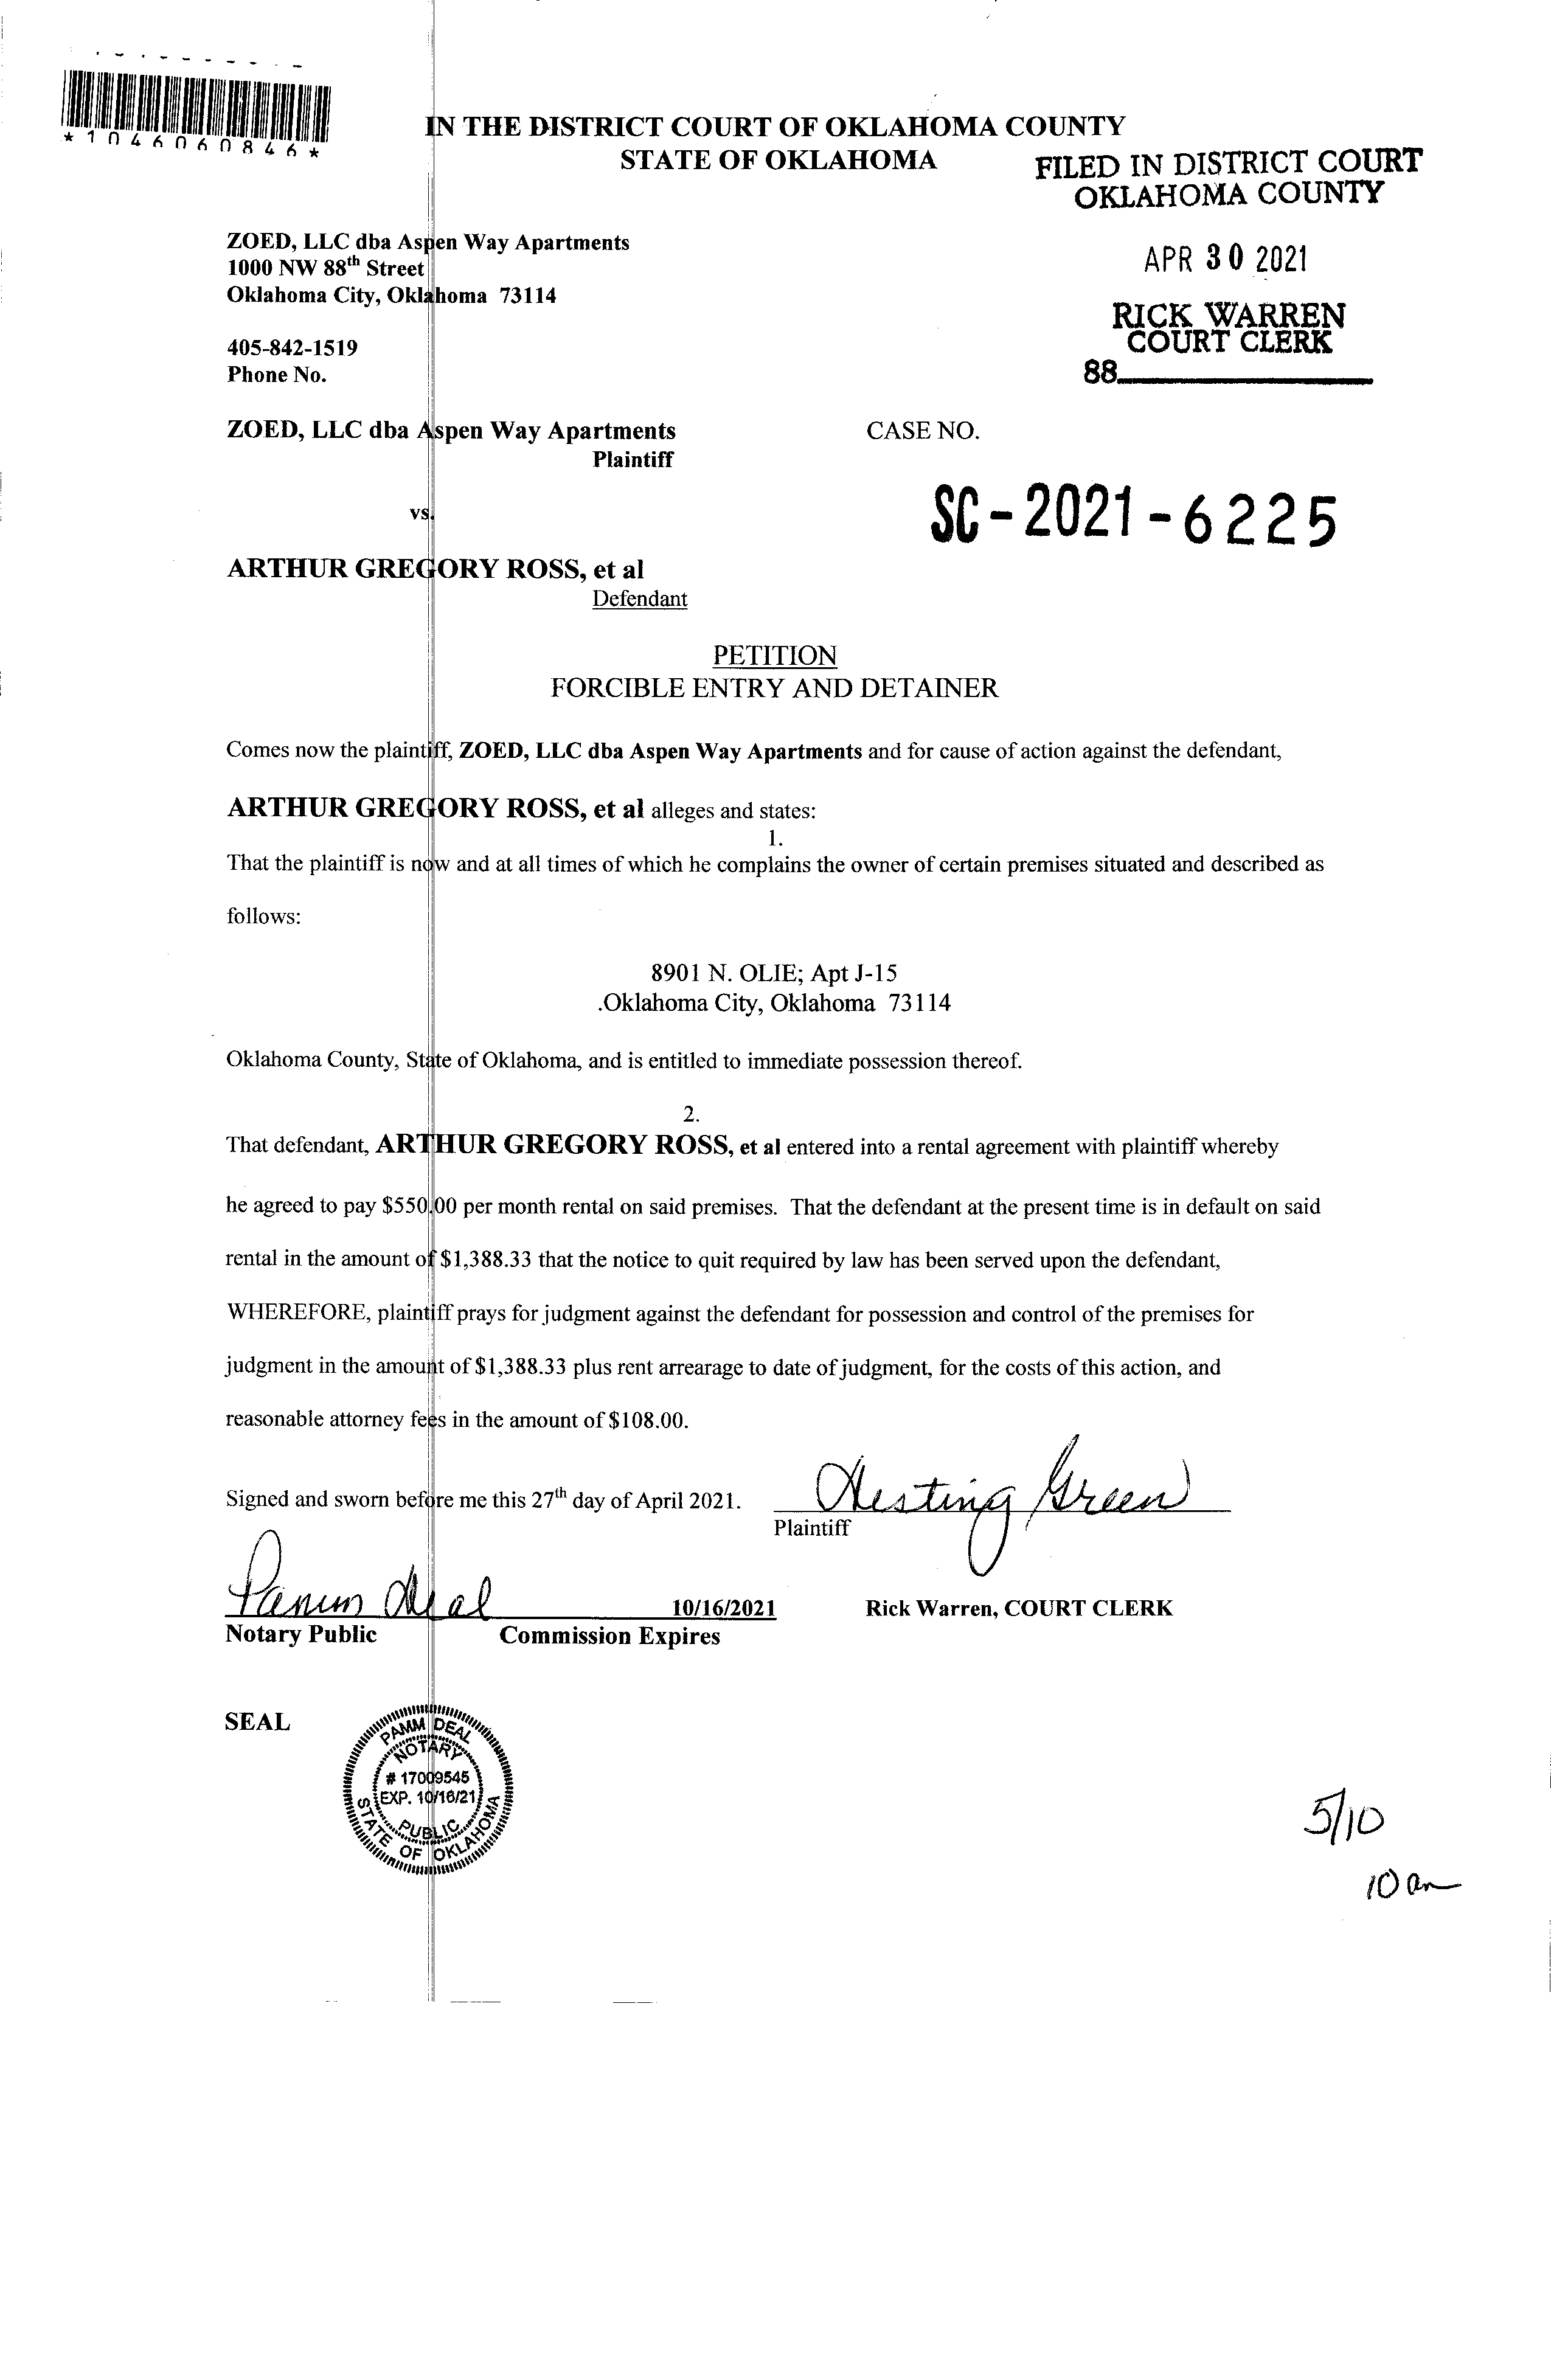 *1046060846*
IN THE DISTRICT COURT OF OKLAHOMA COUNTY
STATE OF OKLAHOMA
FILED IN DISTRICT COURT
OKLAHOMA COUNTY
ZOED, LLC dba Aspen Way Apartments
1000 NW 88th Street
Oklahoma City, Oklahoma 73114
APR 30 2021
RICK WARREN
COURT CLERK
405-842-1519
Phone No.
88
ZOED, LLC dba Aspen Way Apartments
CASE NO.
Plaintiff
vs.
SC-2021-6225
ARTHUR GREGORY ROSS, et al
Defendant
PETITION
FORCIBLE ENTRY AND DETAINER
Comes now the plaintiff, ZOED, LLC dba Aspen Way Apartments and for cause of action against the defendant,
ARTHUR GREGORY ROSS, et al alleges and states:
1.
That the plaintiff is now and at all times of which he complains the owner of certain premises situated and described as
follows:
8901 N. OLIE; Apt J-15
.Oklahoma City, Oklahoma 73114
Oklahoma County, State of Oklahoma, and is entitled to immediate possession thereof.
2.
That defendant, ARTHUR GREGORY ROSS, et al entered into a rental agreement with plaintiff whereby
he agreed to pay $550.00 per month rental on said premises. That the defendant at the present time is in default on said
rental in the amount of $1,388.33 that the notice to quit required by law has been served upon the defendant,
WHEREFORE, plaintiff prays for judgment against the defendant for possession and control of the premises for
judgment in the amount of $1,388.33 plus rent arrearage to date of judgment, for the costs of this action, and
reasonable attorney fees in the amount of $108.00.
Signed and sworn before me this 27th day of April 2021.
Green
Plaintiff
Pamm Deal
10/16/2021
Rick Warren, COURT CLERK
Notary Public
Commission Expires
SEAL
PAMM DEAL
NOTARY
# 17009545
EXP. 10/16/21
PUBLIC
STATE OF OKLAHOMA
5/10
10 am